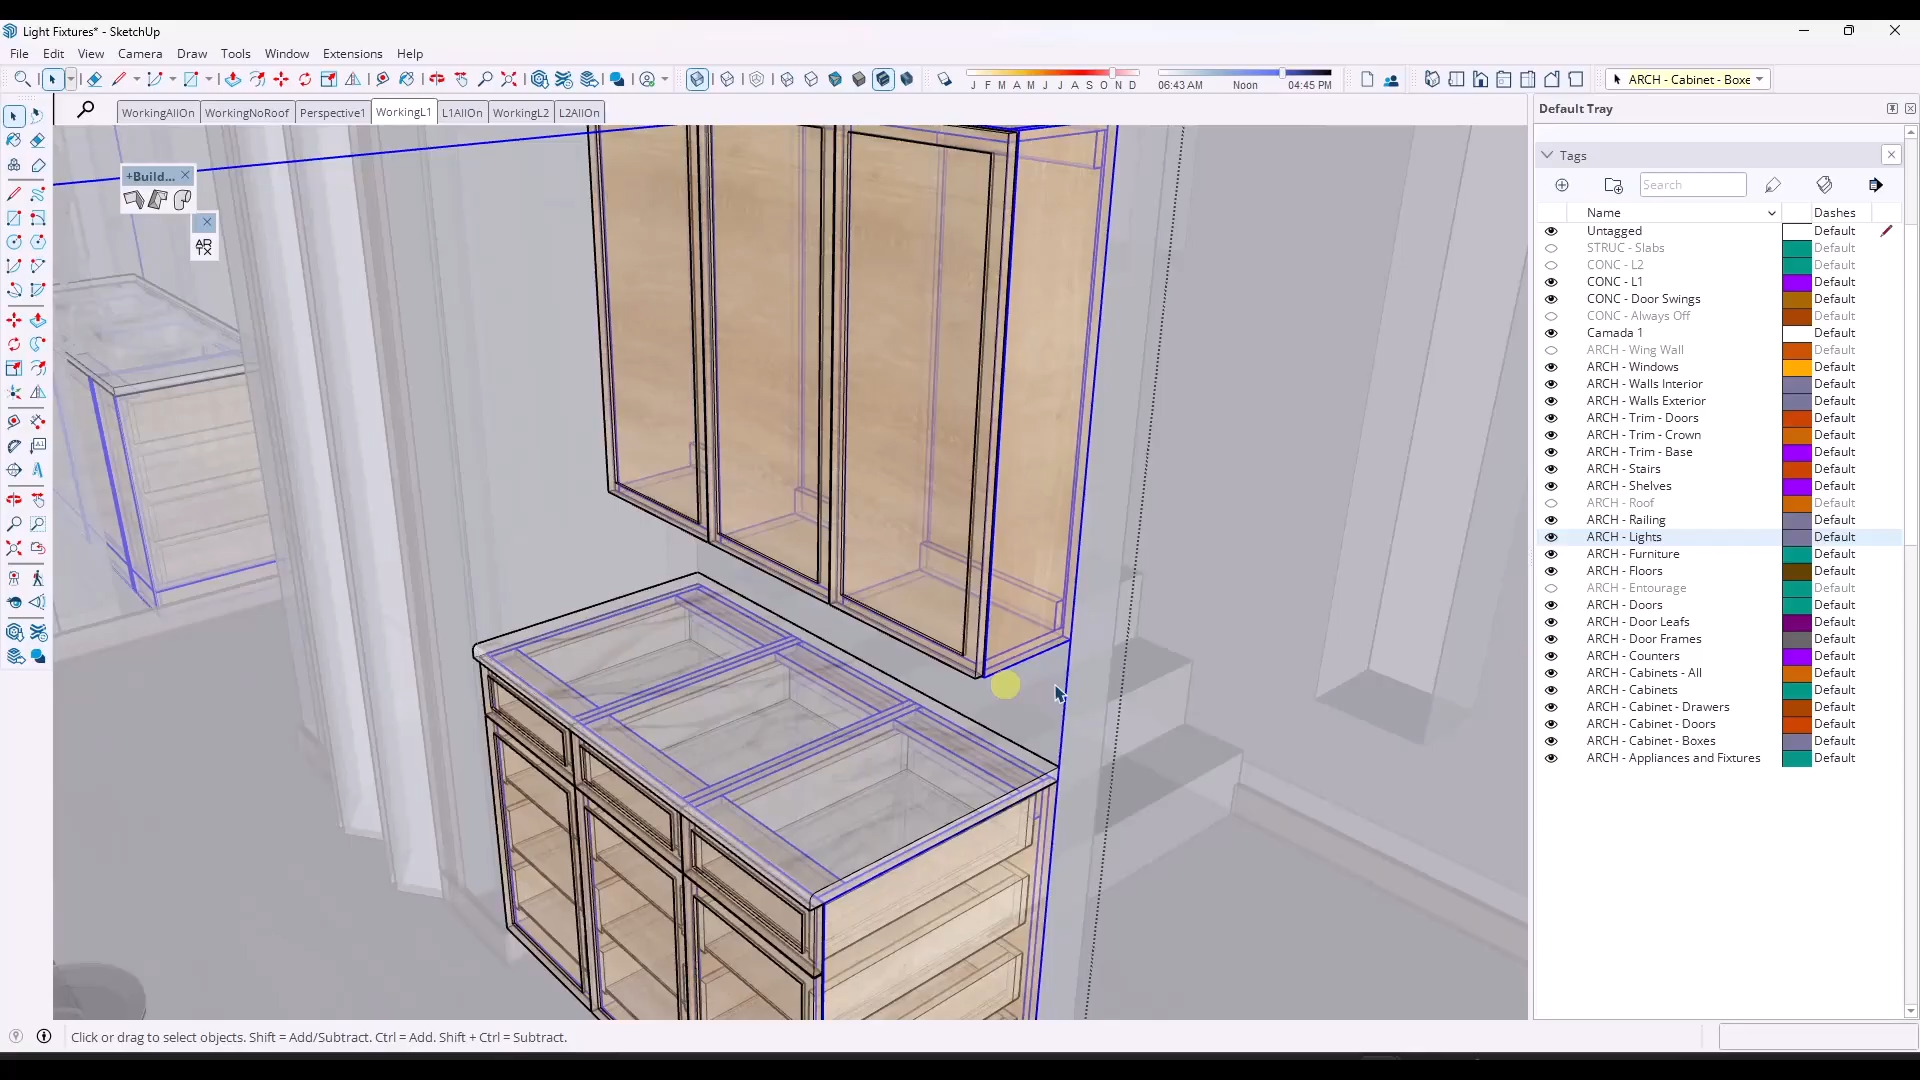 Light Fixtures* - SketchUp
File Edit View Camera Draw Tools Window Extensions Help
J F M A M J J A S O N D 06:43 AM Noon 04:45 PM
ARCH - Cabinet - Boxe
WorkingAllOn WorkingNoRoof Perspective1 WorkingL1 L1AllOn WorkingL2 L2AllOn
+Build...
Default Tray
Tags
Search
Name Dashes
Untagged Default
STRUC - Slabs Default
CONC - L2 Default
CONC - L1 Default
CONC - Door Swings Default
CONC - Always Off Default
Camada 1 Default
ARCH - Wing Wall Default
ARCH - Windows Default
ARCH - Walls Interior Default
ARCH - Walls Exterior Default
ARCH - Trim - Doors Default
ARCH - Trim - Crown Default
ARCH - Trim - Base Default
ARCH - Stairs Default
ARCH - Shelves Default
ARCH - Roof Default
ARCH - Railing Default
ARCH - Lights Default
ARCH - Furniture Default
ARCH - Floors Default
ARCH - Entourage Default
ARCH - Doors Default
ARCH - Door Leafs Default
ARCH - Door Frames Default
ARCH - Counters Default
ARCH - Cabinets - All Default
ARCH - Cabinets Default
ARCH - Cabinet - Drawers Default
ARCH - Cabinet - Doors Default
ARCH - Cabinet - Boxes Default
ARCH - Appliances and Fixtures Default
Click or drag to select objects. Shift = Add/Subtract. Ctrl = Add. Shift + Ctrl = Subtract.